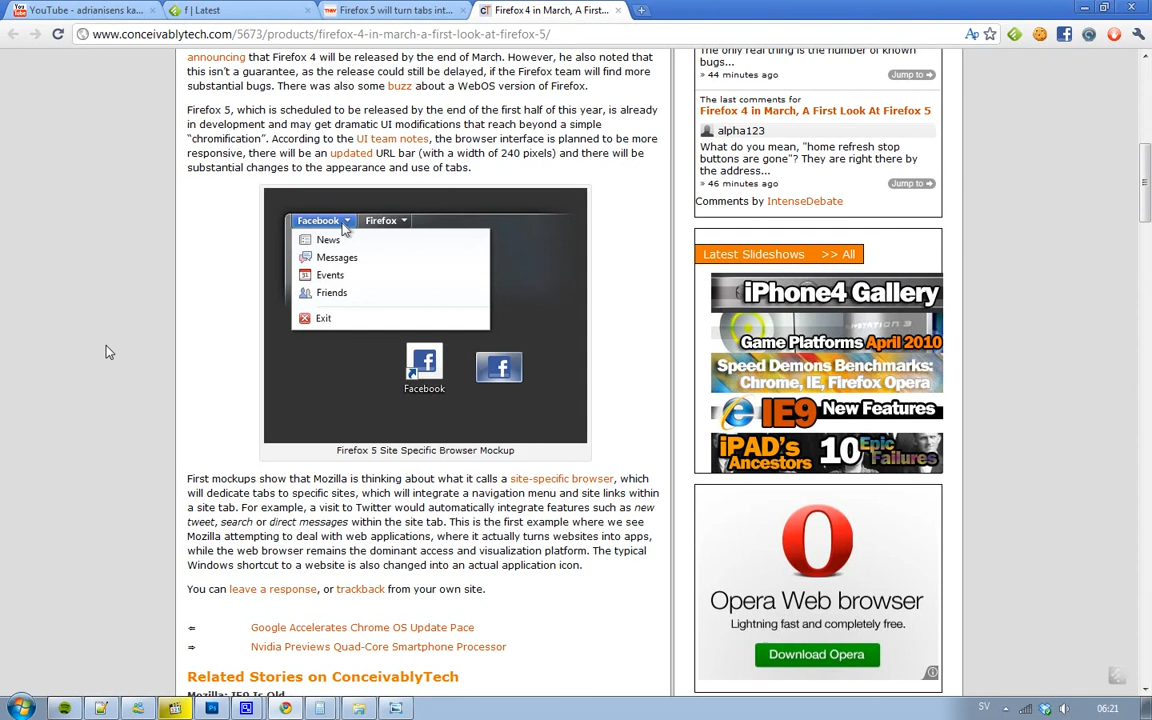 YouTube - adrianisens ka...
f | Latest
Firefox 5 will turn tabs int...
Firefox 4 in March, A First...
www.conceivablytech.com/5673/products/firefox-4-in-march-a-first-look-at-firefox-5/
announcing that Firefox 4 will be released by the end of March. However, he also noted that
this isn't a guarantee, as the release could still be delayed, if the Firefox team will find more
substantial bugs. There was also some buzz about a WebOS version of Firefox.
Firefox 5, which is scheduled to be released by the end of the first half of this year, is already
in development and may get dramatic UI modifications that reach beyond a simple
"chromification". According to the UI team notes, the browser interface is planned to be more
responsive, there will be an updated URL bar (with a width of 240 pixels) and there will be
substantial changes to the appearance and use of tabs.
Facebook
Firefox
News
Messages
31
Events
Friends
Exit
Facebook
Firefox 5 Site Specific Browser Mockup
First mockups show that Mozilla is thinking about what it calls a site-specific browser, which
will dedicate tabs to specific sites, which will integrate a navigation menu and site links within
a site tab. For example, a visit to Twitter would automatically integrate features such as new
tweet, search or direct messages within the site tab. This is the first example where we see
Mozilla attempting to deal with web applications, where it actually turns websites into apps,
while the web browser remains the dominant access and visualization platform. The typical
Windows shortcut to a website is also changed into an actual application icon.
You can leave a response, or trackback from your own site.
Google Accelerates Chrome OS Update Pace
Nvidia Previews Quad-Core Smartphone Processor
Related Stories on ConceivablyTech
Mozilla: IE9 Is Old
The only real thing is the number of known
bugs...
» 44 minutes ago
Jump to
The last comments for
Firefox 4 in March, A First Look At Firefox 5
alpha123
What do you mean, "home refresh stop
buttons are gone"? They are right there by
the address...
» 46 minutes ago
Jump to
Comments by IntenseDebate
Latest Slideshows >> All
iPhone4 Gallery
Game Platforms April 2010
Speed Demons Benchmarks:
Chrome, IE, Firefox Opera
IE9 New Features
iPAD's
Ancestors
10 Epic
Failures
Opera Web browser
Lightning fast and completely free.
Download Opera
SV
06:21